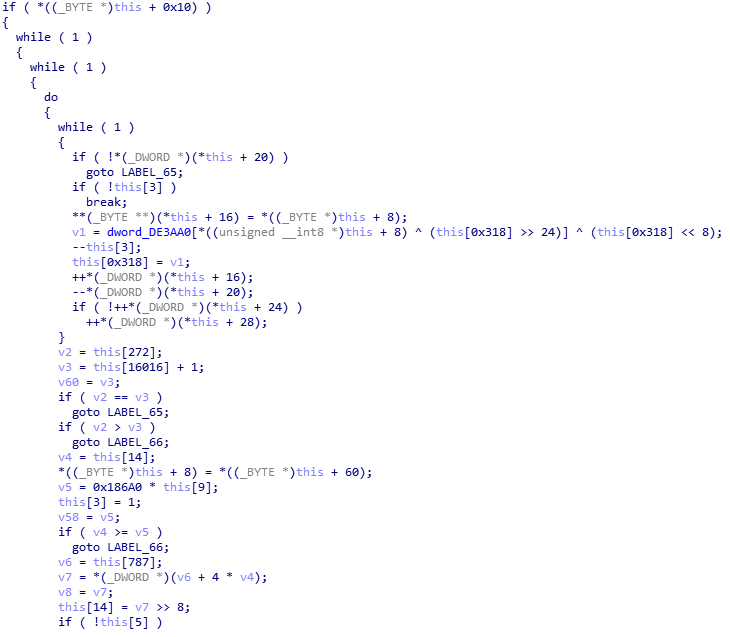 if ( *((_BYTE *)this + 0x10) )
{
  while ( 1 )
  {
    while ( 1 )
    {
      do
      {
        while ( 1 )
        {
          if ( !*(_DWORD *)(*this + 20) )
            goto LABEL_65;
          if ( !this[3] )
            break;
          **(_BYTE **)(*this + 16) = *((_BYTE *)this + 8);
          v1 = dword_DE3AA0[*((unsigned __int8 *)this + 8) ^ (this[0x318] >> 24)] ^ (this[0x318] << 8);
          --this[3];
          this[0x318] = v1;
          ++*(_DWORD *)(*this + 16);
          --*(_DWORD *)(*this + 20);
          if ( !++*(_DWORD *)(*this + 24) )
            ++*(_DWORD *)(*this + 28);
        }
        v2 = this[272];
        v3 = this[16016] + 1;
        v60 = v3;
        if ( v2 == v3 )
          goto LABEL_65;
        if ( v2 > v3 )
          goto LABEL_66;
        v4 = this[14];
        *((_BYTE *)this + 8) = *((_BYTE *)this + 60);
        v5 = 0x186A0 * this[9];
        this[3] = 1;
        v58 = v5;
        if ( v4 >= v5 )
          goto LABEL_66;
        v6 = this[787];
        v7 = *(_DWORD *)(v6 + 4 * v4);
        v8 = v7;
        this[14] = v7 >> 8;
        if ( !this[5] )